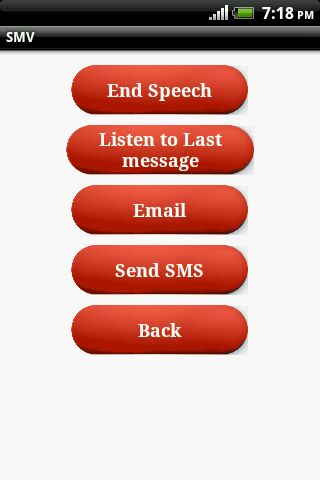 7:18 PM
SMV
End Speech
Listen to Last
message
Email
Send SMS
Back